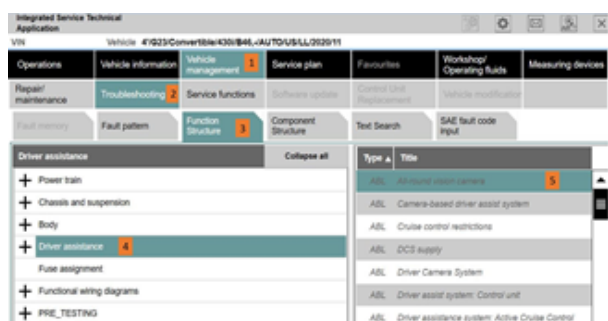 Integrated Service Technical
Application
VIN Vehicle 4'/G23/Convertible/430i/B46,-/AUTO/US/LL/2020/11
Operations Vehicle information Vehicle management 1 Service plan Favourites Workshop/ Operating fluids Measuring devices
Repair/ maintenance Troubleshooting 2 Service functions Software update Control Unit Replacement Vehicle modification
Fault memory Fault pattern Function Structure 3 Component Structure Text Search SAE fault code input
Driver assistance Collapse all Type Title
Power train ABL All-round vision camera 5
Chassis and suspension ABL Camera-based driver assist system
Body ABL Cruise control restrictions
Driver assistance 4 ABL DCS supply
Fuse assignment ABL Driver Camera System
Functional wiring diagrams ABL Driver assist system: Control unit
PRE_TESTING ABL Driver assistance system: Active Cruise Control